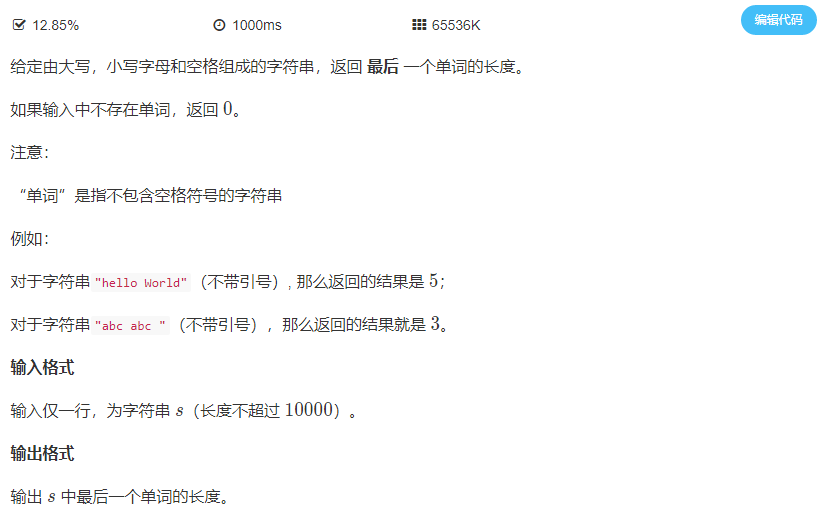 12.85% 1000ms 65536K 编辑代码
给定由大写，小写字母和空格组成的字符串，返回 最后 一个单词的长度。
如果输入中不存在单词，返回 0。
注意：
“单词”是指不包含空格符号的字符串
例如：
对于字符串"hello World"（不带引号）, 那么返回的结果是 5；
对于字符串"abc abc "（不带引号），那么返回的结果就是 3。
输入格式
输入仅一行，为字符串 s（长度不超过 10000）。
输出格式
输出 s 中最后一个单词的长度。